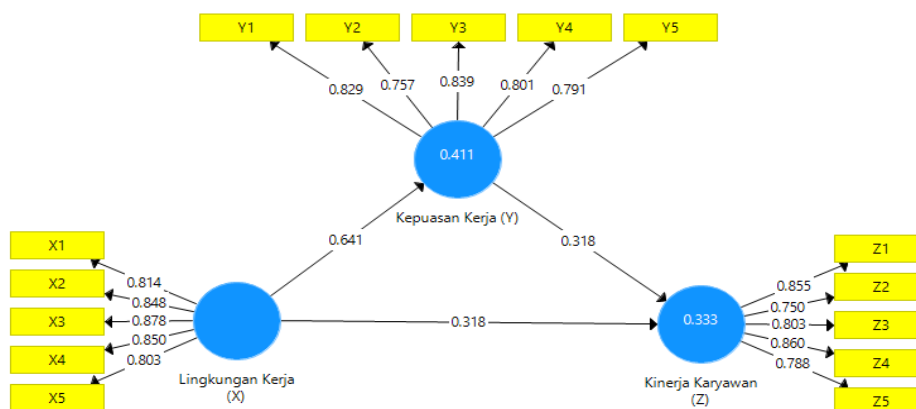 Y1 Y2 Y3 Y4 Y5
0.829 0.757 0.839 0.801 0.791
0.411
Kepuasan Kerja (Y)
0.641 0.318
X1
X2
X3
X4
X5
0.814
0.848
0.878
0.850
0.803
Lingkungan Kerja
(X)
0.318
0.333
Kinerja Karyawan
(Z)
0.855
0.750
0.803
0.860
0.788
Z1
Z2
Z3
Z4
Z5